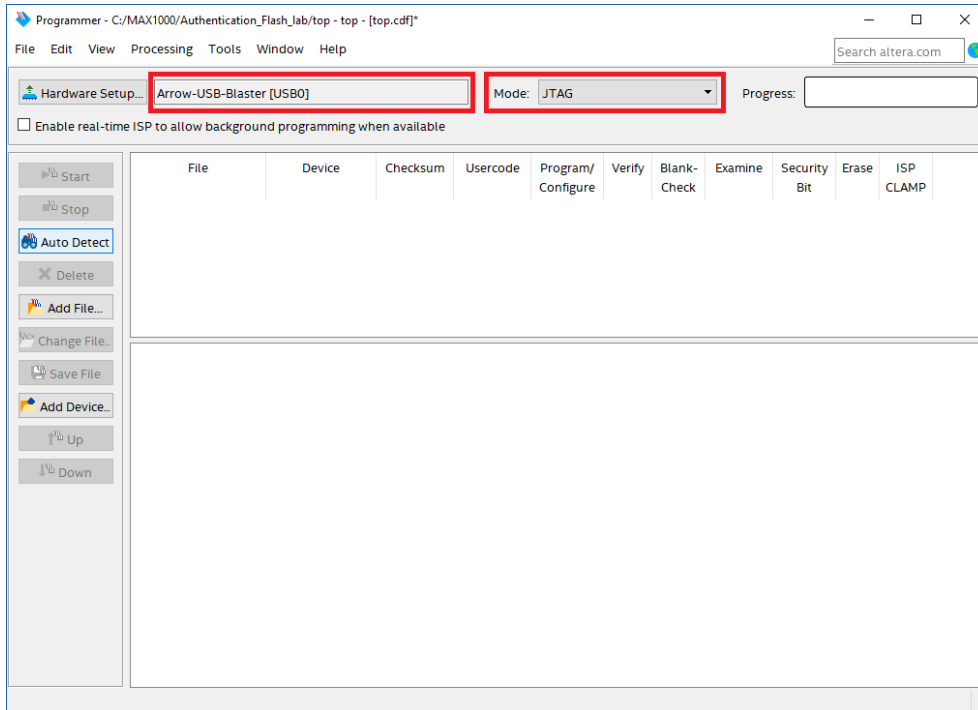 Programmer - C:/MAX1000/Authentication_Flash_lab/top - top - [top.cdf]*
File Edit View Processing Tools Window Help
Search altera.com
Hardware Setup... Arrow-USB-Blaster [USB0] Mode: JTAG Progress:
Enable real-time ISP to allow background programming when available
File Device Checksum Usercode Program/ Verify Blank- Examine Security Erase ISP
Configure Check Bit CLAMP
Start
Stop
Auto Detect
Delete
Add File...
Change File..
Save File
Add Device..
Up
Down